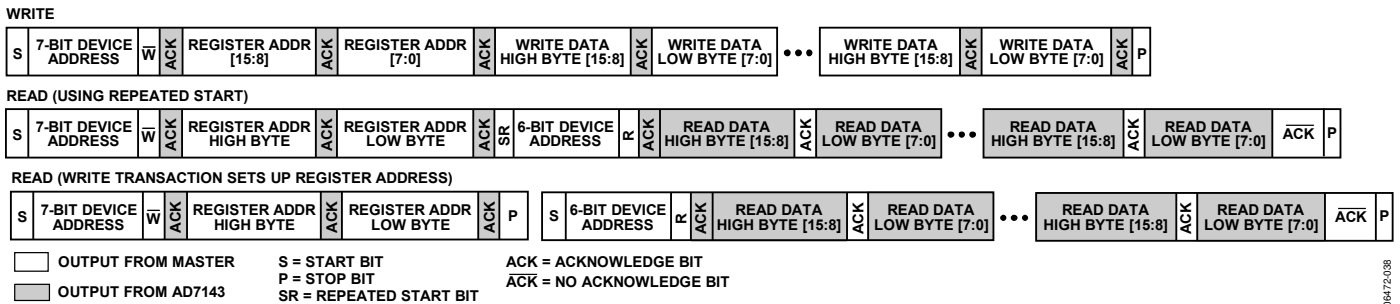 WRITE
S 7-BIT DEVICE ADDRESS W̅ ACK REGISTER ADDR [15:8] ACK REGISTER ADDR [7:0] ACK WRITE DATA HIGH BYTE [15:8] ACK WRITE DATA LOW BYTE [7:0] ••• WRITE DATA HIGH BYTE [15:8] ACK WRITE DATA LOW BYTE [7:0] ACK P
READ (USING REPEATED START)
S 7-BIT DEVICE ADDRESS W̅ ACK REGISTER ADDR HIGH BYTE ACK REGISTER ADDR LOW BYTE ACK SR 6-BIT DEVICE ADDRESS R ACK READ DATA HIGH BYTE [15:8] ACK READ DATA LOW BYTE [7:0] ••• READ DATA HIGH BYTE [15:8] ACK READ DATA LOW BYTE [7:0] A̅C̅K̅ P
READ (WRITE TRANSACTION SETS UP REGISTER ADDRESS)
S 7-BIT DEVICE ADDRESS W̅ ACK REGISTER ADDR HIGH BYTE ACK REGISTER ADDR LOW BYTE ACK P S 6-BIT DEVICE ADDRESS R ACK READ DATA HIGH BYTE [15:8] ACK READ DATA LOW BYTE [7:0] ••• READ DATA HIGH BYTE [15:8] ACK READ DATA LOW BYTE [7:0] A̅C̅K̅ P
OUTPUT FROM MASTER
OUTPUT FROM AD7143
S = START BIT
P = STOP BIT
SR = REPEATED START BIT
ACK = ACKNOWLEDGE BIT
A̅C̅K̅ = NO ACKNOWLEDGE BIT
06472-038